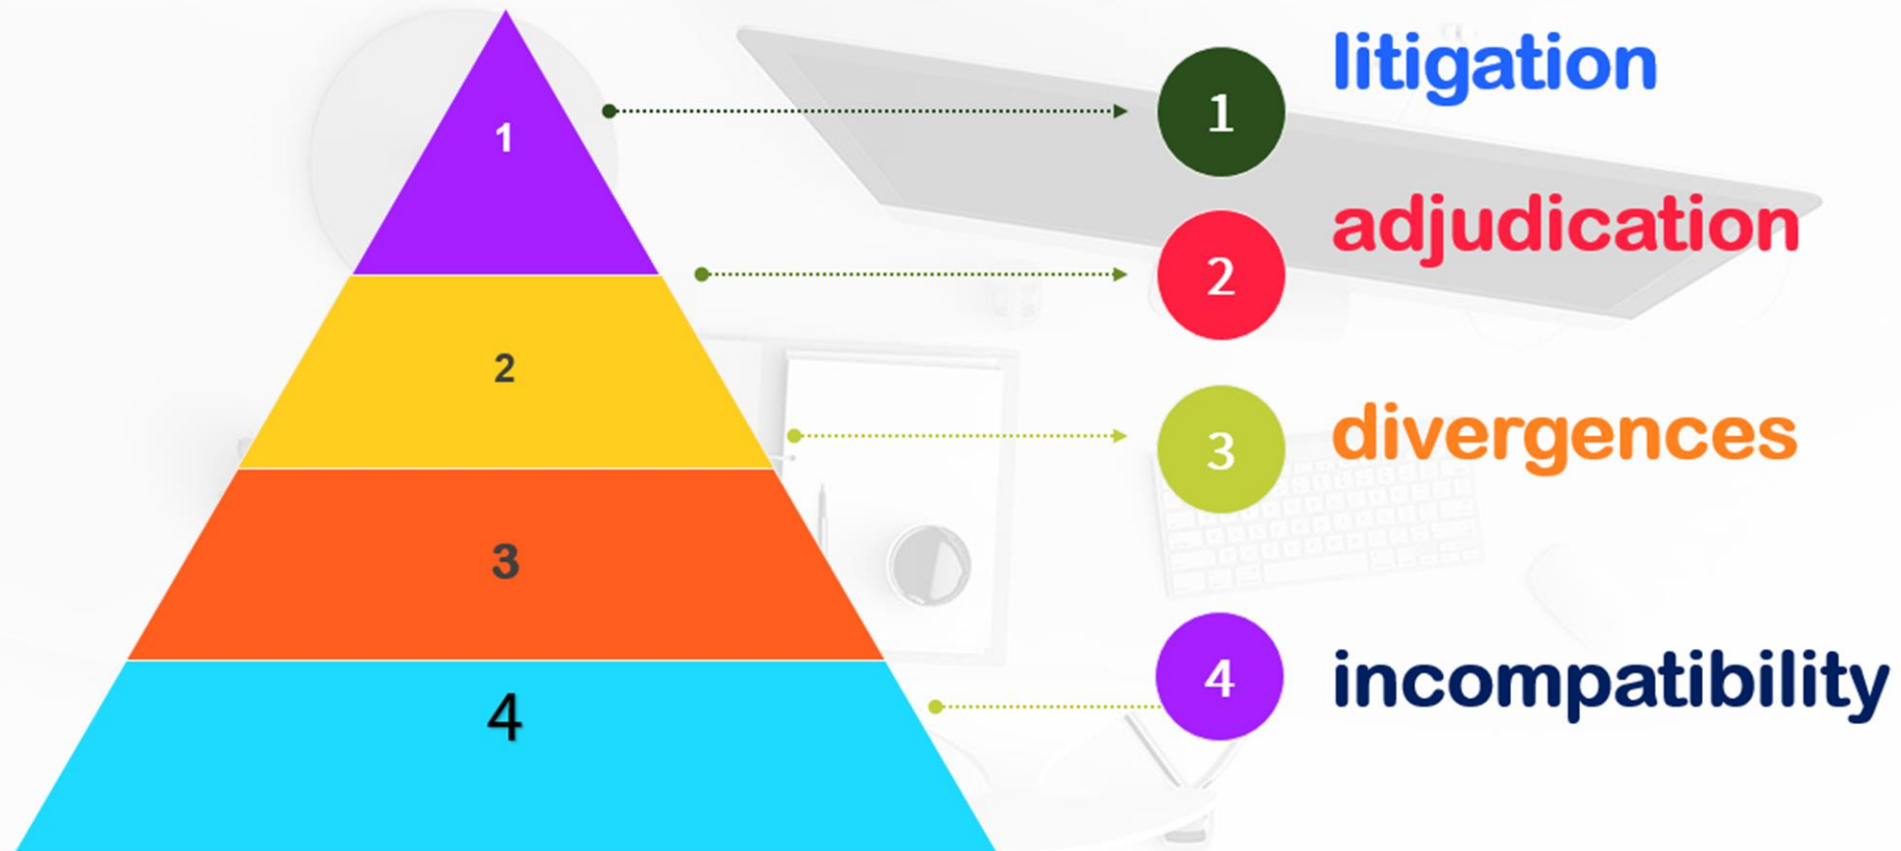 1
2
3
4
1 litigation
2 adjudication
3 divergences
4 incompatibility